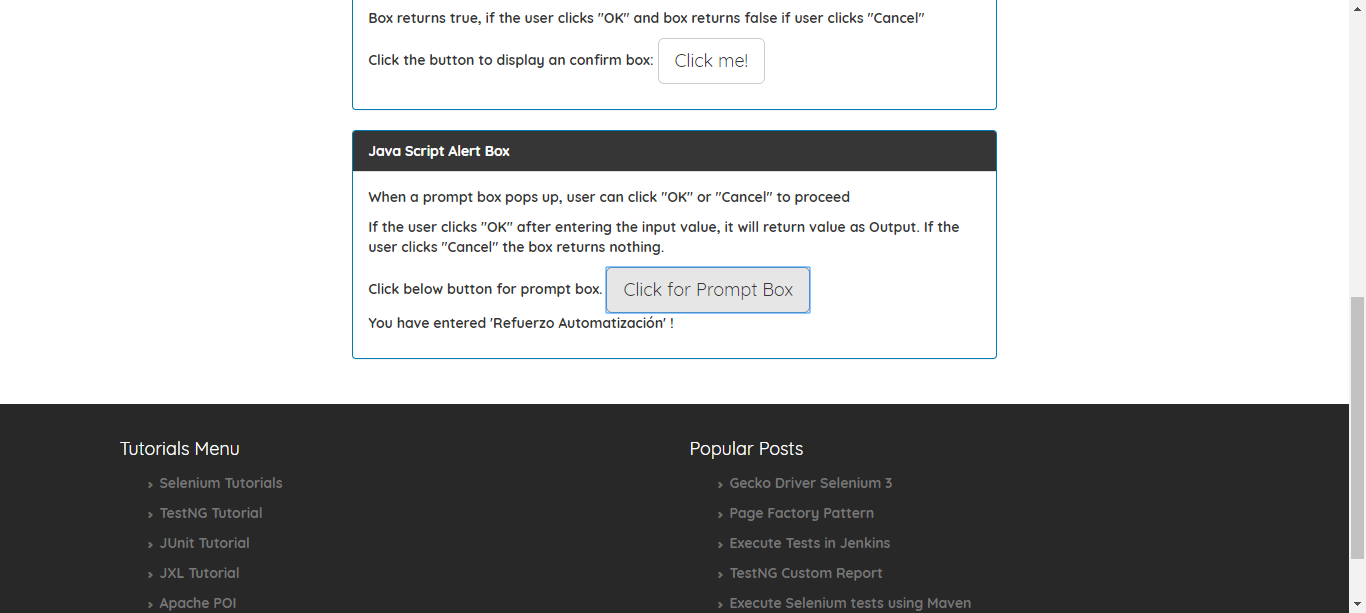 Box returns true, if the user clicks "OK" and box returns false if user clicks "Cancel"
Click the button to display an confirm box: Click me!
Java Script Alert Box
When a prompt box pops up, user can click "OK" or "Cancel" to proceed
If the user clicks "OK" after entering the input value, it will return value as Output. If the
user clicks "Cancel" the box returns nothing.
Click below button for prompt box. Click for Prompt Box
You have entered 'Refuerzo Automatización' !
Tutorials Menu
› Selenium Tutorials
› TestNG Tutorial
› JUnit Tutorial
› JXL Tutorial
› Apache POI
Popular Posts
› Gecko Driver Selenium 3
› Page Factory Pattern
› Execute Tests in Jenkins
› TestNG Custom Report
› Execute Selenium tests using Maven